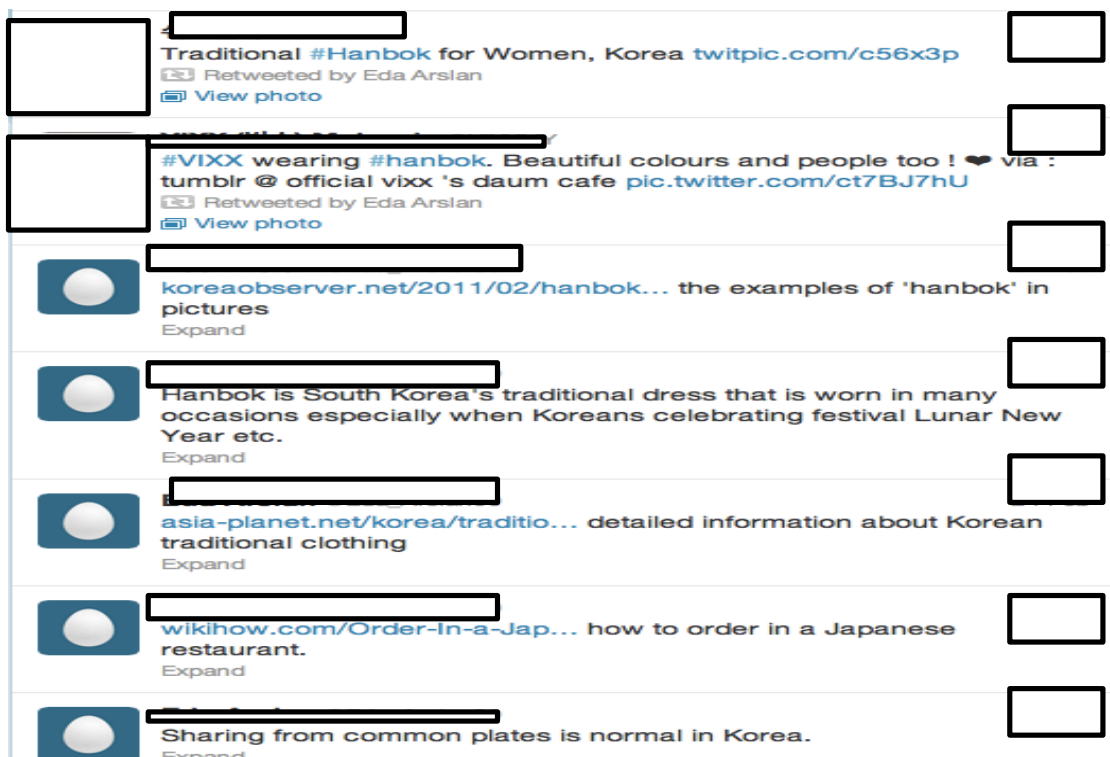 Traditional #Hanbok for Women, Korea twitpic.com/c56x3p
Retweeted by Eda Arslan
View photo
#VIXX wearing #hanbok. Beautiful colours and people too ! ❤ via :
tumblr @ official vixx 's daum cafe pic.twitter.com/ct7BJ7hU
Retweeted by Eda Arslan
View photo
koreaobserver.net/2011/02/hanbok... the examples of 'hanbok' in
pictures
Expand
Hanbok is South Korea's traditional dress that is worn in many
occasions especially when Koreans celebrating festival Lunar New
Year etc.
Expand
asia-planet.net/korea/traditio... detailed information about Korean
traditional clothing
Expand
wikihow.com/Order-In-a-Jap... how to order in a Japanese
restaurant.
Expand
Sharing from common plates is normal in Korea.
Expand